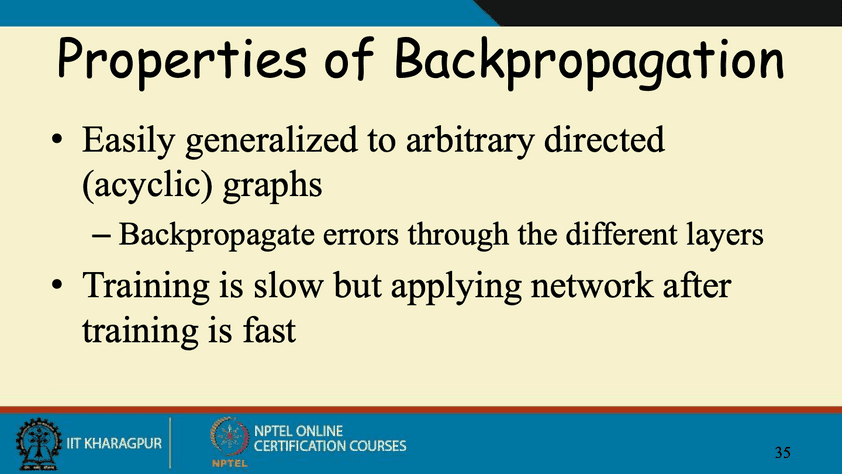 Properties of Backpropagation
• Easily generalized to arbitrary directed
(acyclic) graphs
– Backpropagate errors through the different layers
• Training is slow but applying network after
training is fast
IIT KHARAGPUR
NPTEL
NPTEL ONLINE
CERTIFICATION COURSES
35